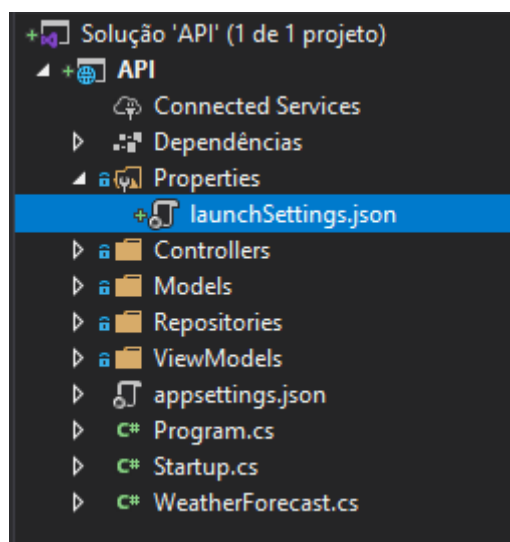 Solução 'API' (1 de 1 projeto)
API
Connected Services
Dependências
Properties
launchSettings.json
Controllers
Models
Repositories
ViewModels
appsettings.json
C# Program.cs
C# Startup.cs
C# WeatherForecast.cs